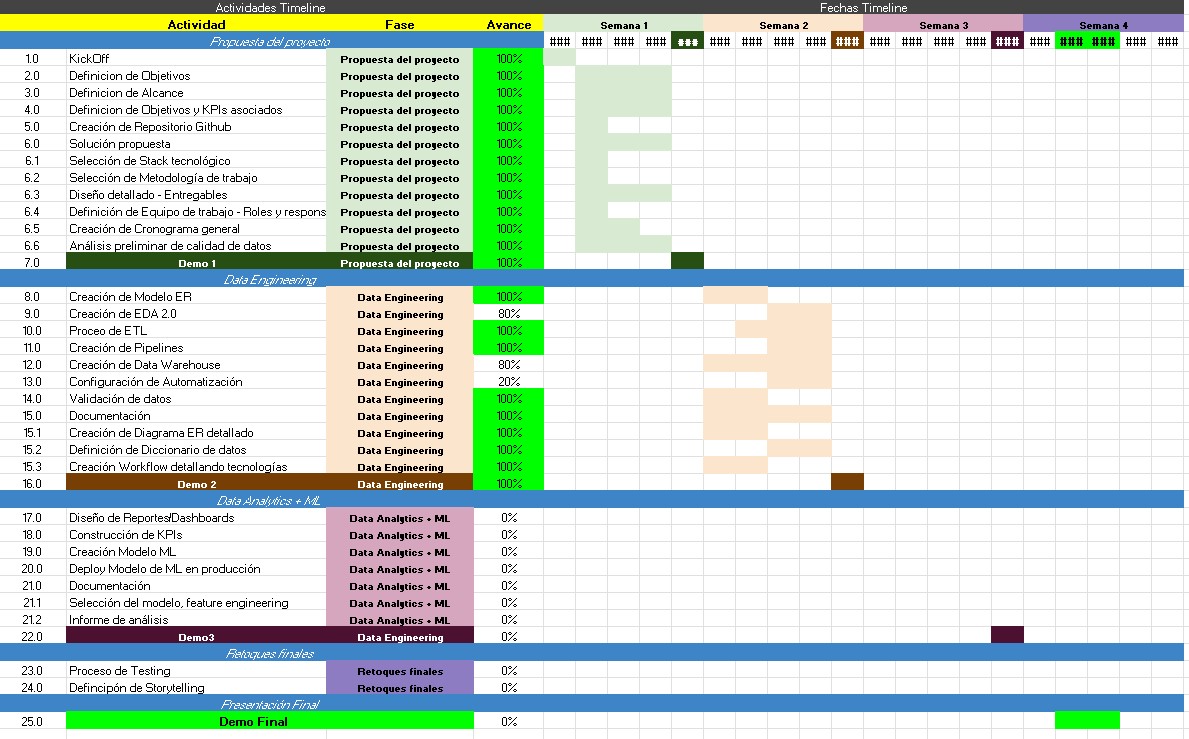 Actividades Timeline Fechas Timeline
Actividad Fase Avance Semana 1 Semana 2 Semana 3 Semana 4
Propuesta del proyecto ### ### ### ### ### ### ### ### ### ### ### ### ### ### ### ### ### ### ### ###
1.0 KickOff Propuesta del proyecto 100%
2.0 Definicion de Objetivos Propuesta del proyecto 100%
3.0 Definicion de Alcance Propuesta del proyecto 100%
4.0 Definicion de Objetivos y KPIs asociados Propuesta del proyecto 100%
5.0 Creación de Repositorio Github Propuesta del proyecto 100%
6.0 Solución propuesta Propuesta del proyecto 100%
6.1 Selección de Stack tecnológico Propuesta del proyecto 100%
6.2 Selección de Metodología de trabajo Propuesta del proyecto 100%
6.3 Diseño detallado - Entregables Propuesta del proyecto 100%
6.4 Definición de Equipo de trabajo - Roles y respons Propuesta del proyecto 100%
6.5 Creación de Cronograma general Propuesta del proyecto 100%
6.6 Análisis preliminar de calidad de datos Propuesta del proyecto 100%
7.0 Demo 1 Propuesta del proyecto 100%
Data Engineering
8.0 Creación de Modelo ER Data Engineering 100%
9.0 Creación de EDA 2.0 Data Engineering 80%
10.0 Proceo de ETL Data Engineering 100%
11.0 Creación de Pipelines Data Engineering 100%
12.0 Creación de Data Warehouse Data Engineering 80%
13.0 Configuración de Automatización Data Engineering 20%
14.0 Validación de datos Data Engineering 100%
15.0 Documentación Data Engineering 100%
15.1 Creación de Diagrama ER detallado Data Engineering 100%
15.2 Definición de Diccionario de datos Data Engineering 100%
15.3 Creación Workflow detallando tecnologías Data Engineering 100%
16.0 Demo 2 Data Engineering 100%
Data Analytics + ML
17.0 Diseño de Reportes/Dashboards Data Analytics + ML 0%
18.0 Construcción de KPIs Data Analytics + ML 0%
19.0 Creación Modelo ML Data Analytics + ML 0%
20.0 Deploy Modelo de ML en producción Data Analytics + ML 0%
21.0 Documentación Data Analytics + ML 0%
21.1 Selección del modelo, feature engineering Data Analytics + ML 0%
21.2 Informe de análisis Data Analytics + ML 0%
22.0 Demo3 Data Engineering 0%
Retoques finales
23.0 Proceso de Testing Retoques finales 0%
24.0 Defincipón de Storytelling Retoques finales 0%
Presentación Final
25.0 Demo Final 0%